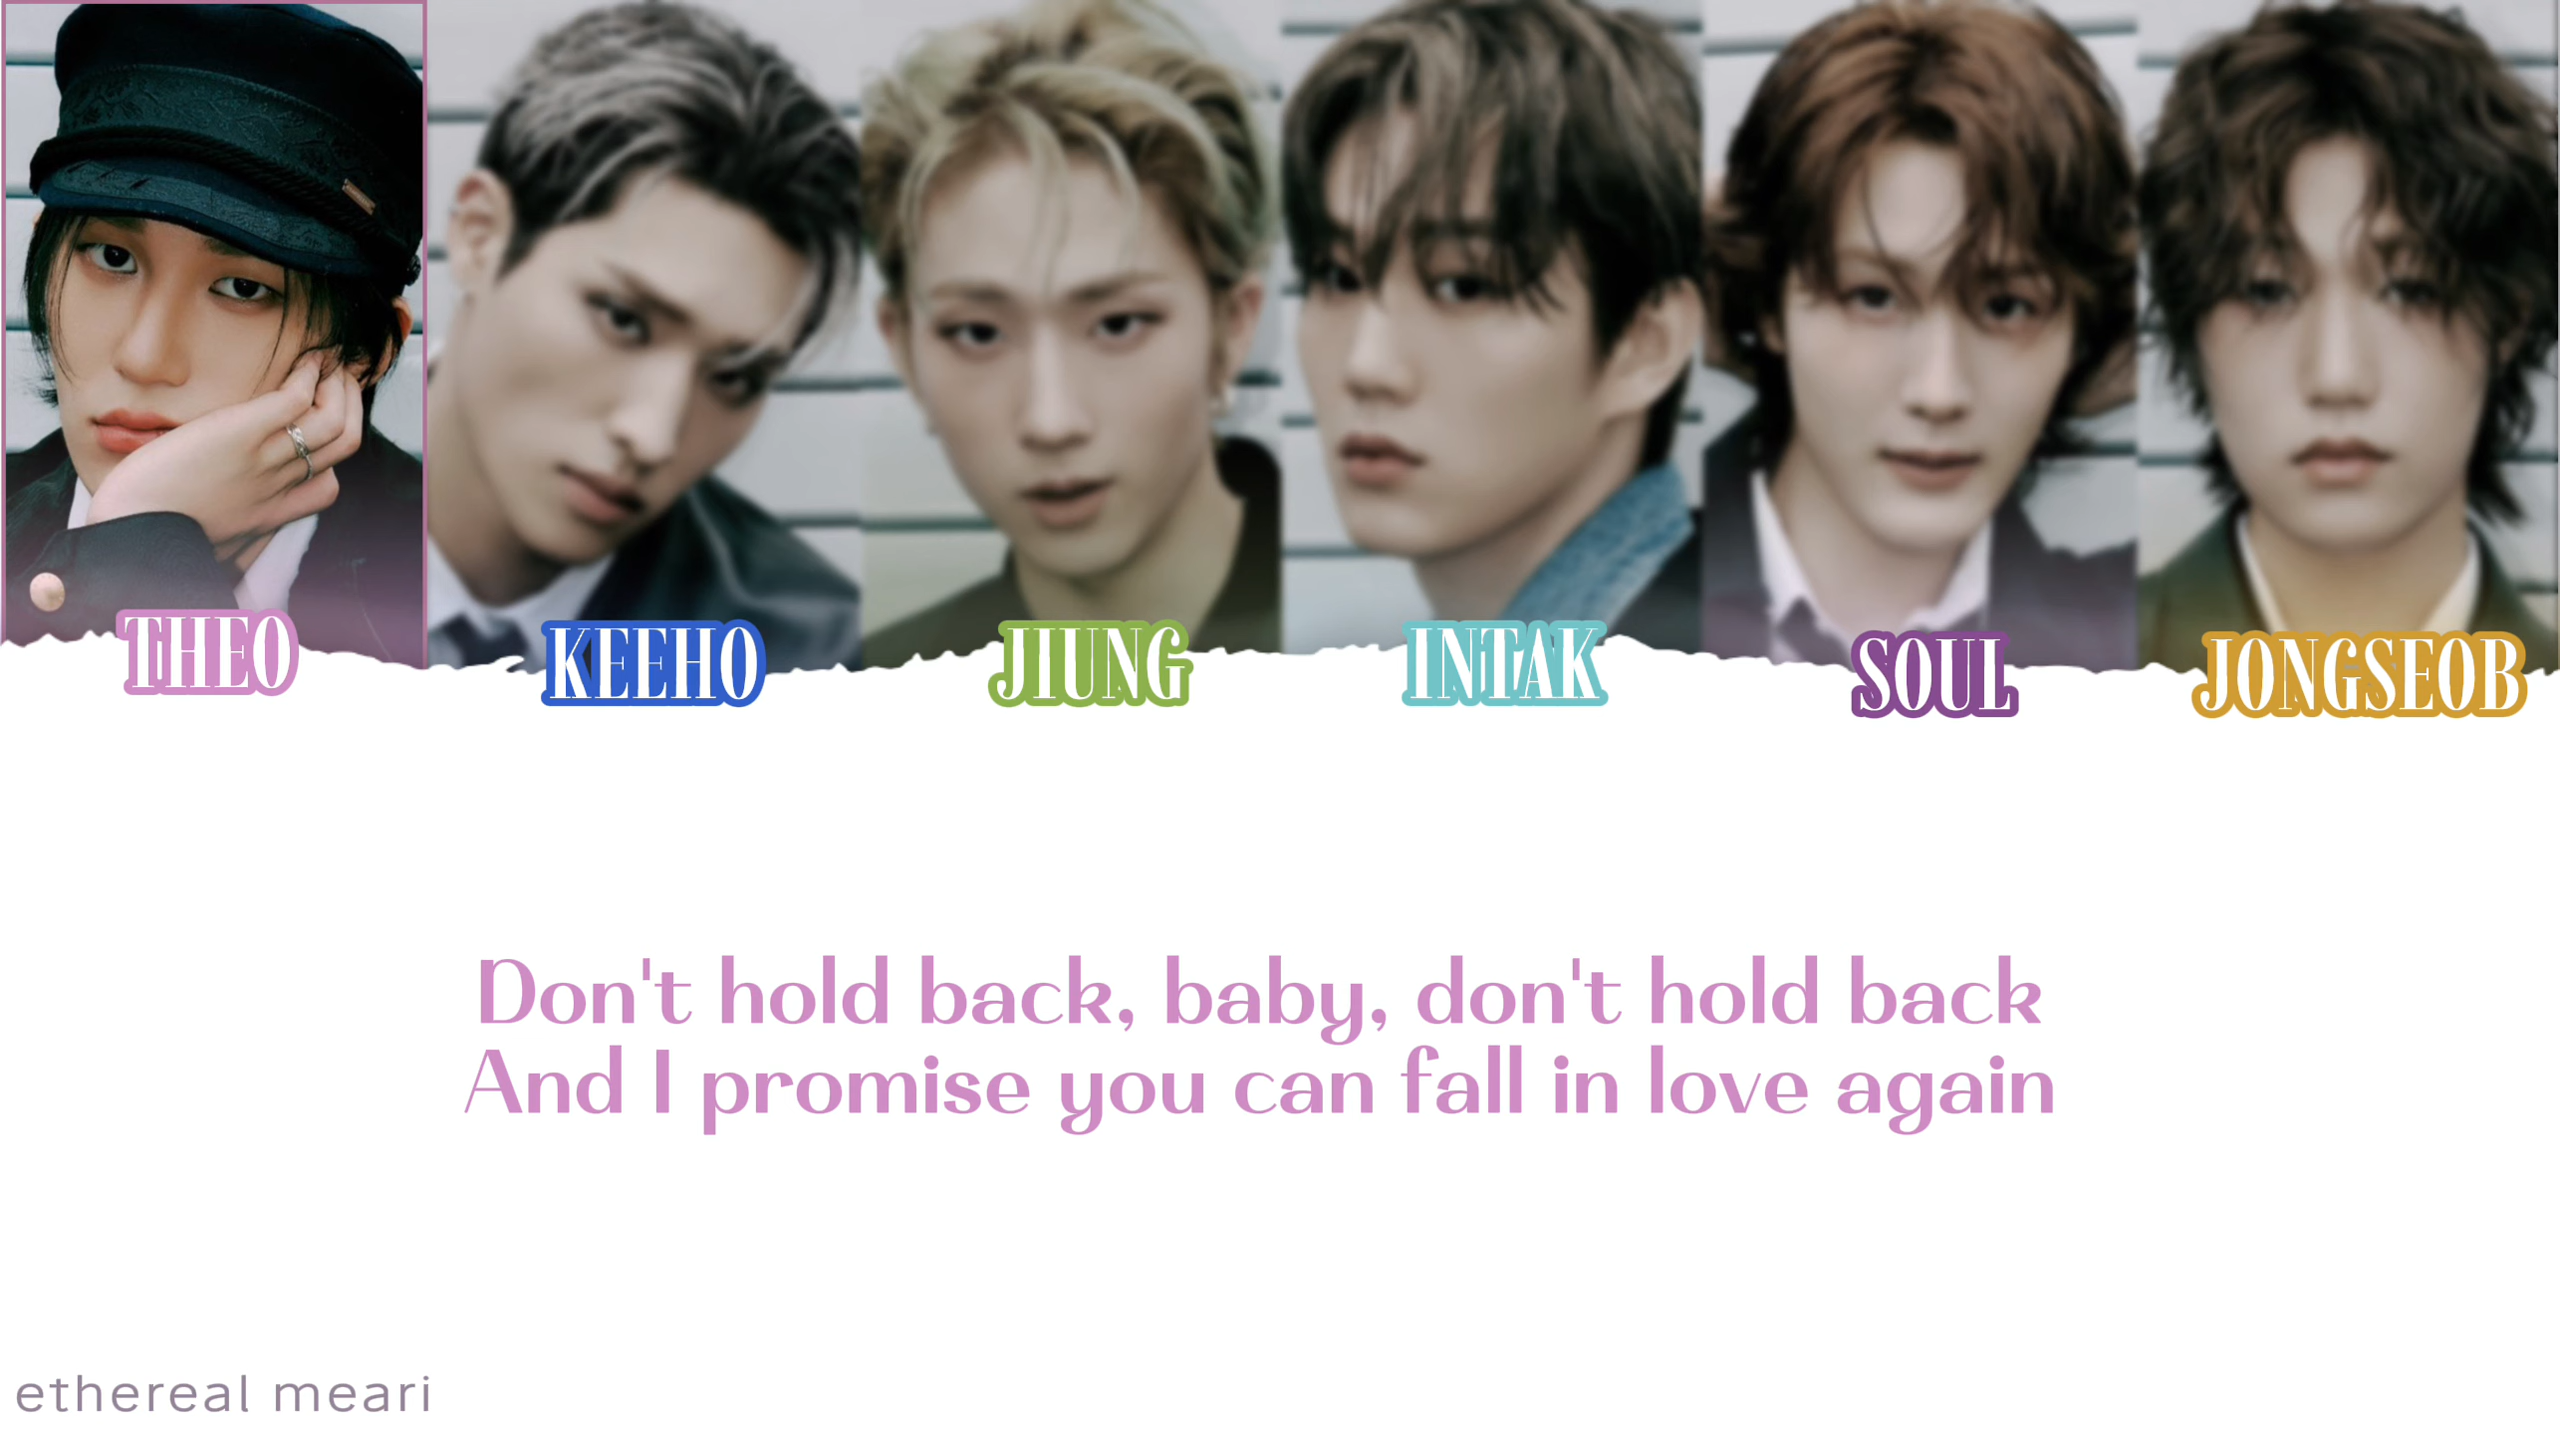 THEO KEEHO JIUNG INTAK SOUL JONGSEOB
Don't hold back, baby, don't hold back
And I promise you can fall in love again
ethereal meari